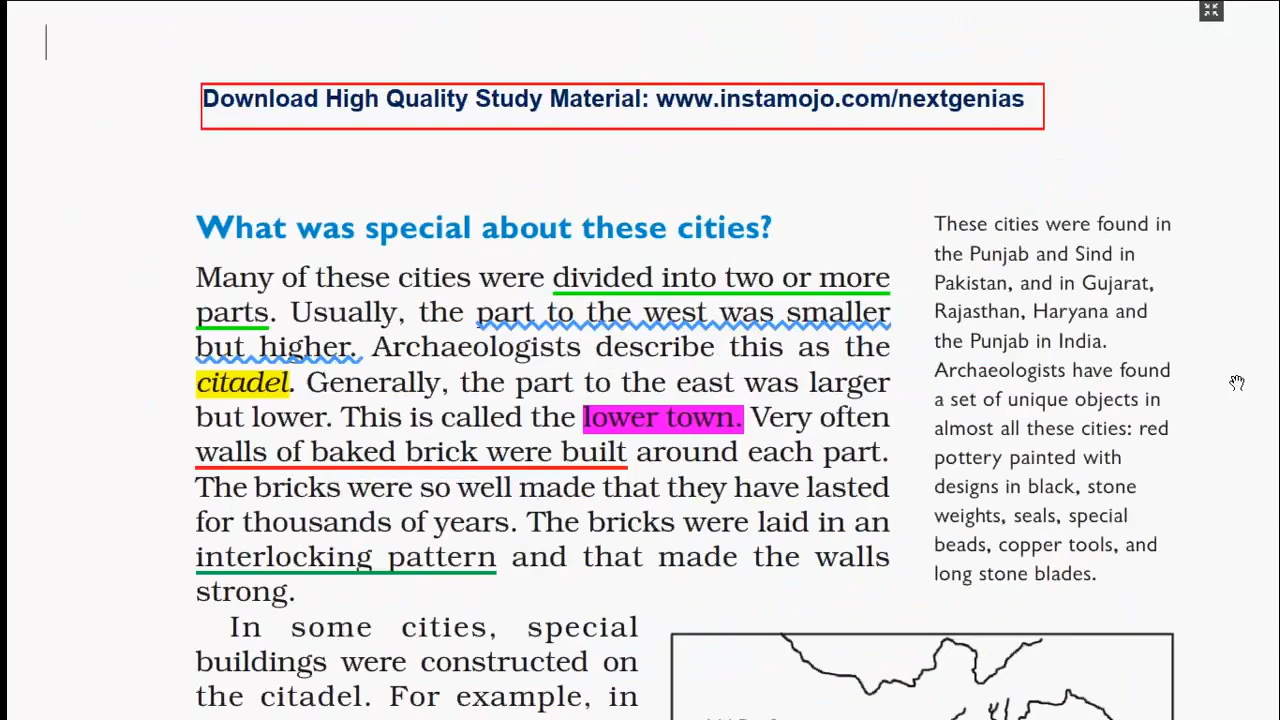 Download High Quality Study Material: www.instamojo.com/nextgenias
What was special about these cities?
Many of these cities were divided into two or more
parts. Usually, the part to the west was smaller
but higher. Archaeologists describe this as the
citadel. Generally, the part to the east was larger
but lower. This is called the lower town. Very often
walls of baked brick were built around each part.
The bricks were so well made that they have lasted
for thousands of years. The bricks were laid in an
interlocking pattern and that made the walls
strong.
In some cities, special
buildings were constructed on
the citadel. For example, in
These cities were found in
the Punjab and Sind in
Pakistan, and in Gujarat,
Rajasthan, Haryana and
the Punjab in India.
Archaeologists have found
a set of unique objects in
almost all these cities: red
pottery painted with
designs in black, stone
weights, seals, special
beads, copper tools, and
long stone blades.